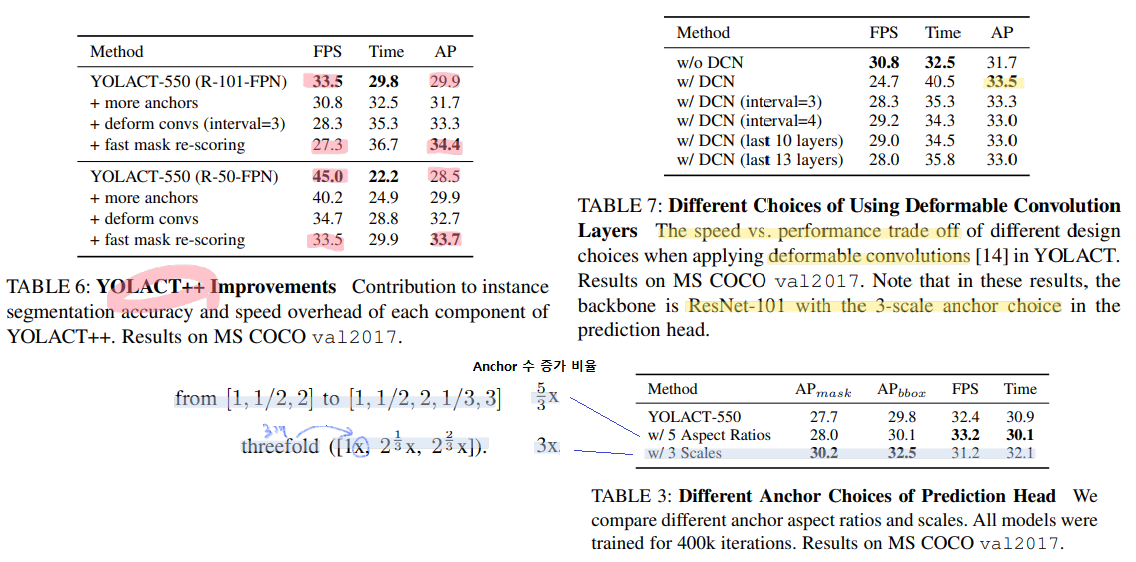 Method FPS Time AP
YOLACT-550 (R-101-FPN) 33.5 29.8 29.9
+ more anchors 30.8 32.5 31.7
+ deform convs (interval=3) 28.3 35.3 33.3
+ fast mask re-scoring 27.3 36.7 34.4
YOLACT-550 (R-50-FPN) 45.0 22.2 28.5
+ more anchors 40.2 24.9 29.9
+ deform convs 34.7 28.8 32.7
+ fast mask re-scoring 33.5 29.9 33.7
TABLE 6: YOLACT++ Improvements Contribution to instance
segmentation accuracy and speed overhead of each component of
YOLACT++. Results on MS COCO val2017.
Method FPS Time AP
w/o DCN 30.8 32.5 31.7
w/ DCN 24.7 40.5 33.5
w/ DCN (interval=3) 28.3 35.3 33.3
w/ DCN (interval=4) 29.2 34.3 33.0
w/ DCN (last 10 layers) 29.0 34.5 33.0
w/ DCN (last 13 layers) 28.0 35.8 33.0
TABLE 7: Different Choices of Using Deformable Convolution
Layers The speed vs. performance trade off of different design
choices when applying deformable convolutions [14] in YOLACT.
Results on MS COCO val2017. Note that in these results, the
backbone is ResNet-101 with the 3-scale anchor choice in the
prediction head.
Anchor 수 증가 비율
from [1, 1/2, 2] to [1, 1/2, 2, 1/3, 3] 5/3x
3개
threefold ([1x, 2^{1/3}x, 2^{2/3}x]). 3x
Method AP_{mask} AP_{bbox} FPS Time
YOLACT-550 27.7 29.8 32.4 30.9
w/ 5 Aspect Ratios 28.0 30.1 33.2 30.1
w/ 3 Scales 30.2 32.5 31.2 32.1
TABLE 3: Different Anchor Choices of Prediction Head We
compare different anchor aspect ratios and scales. All models were
trained for 400k iterations. Results on MS COCO val2017.